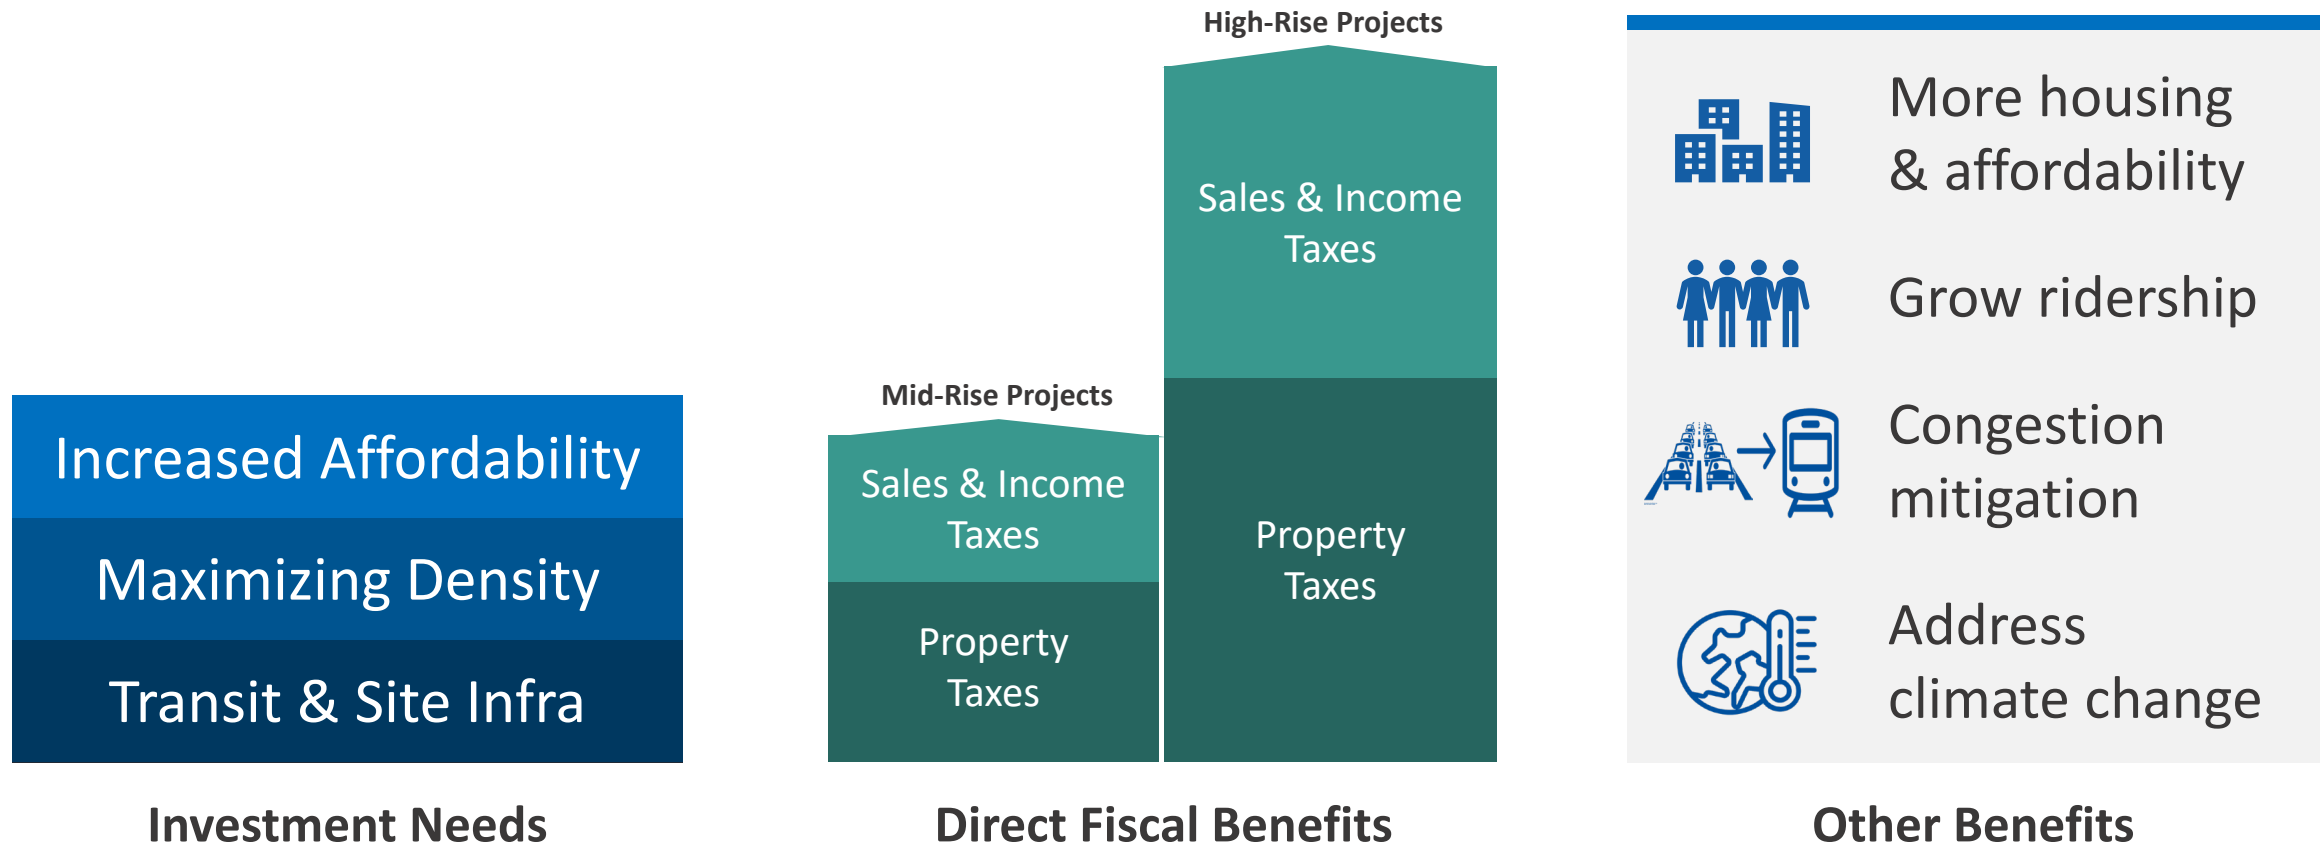 Increased Affordability
Maximizing Density
Transit & Site Infra
Investment Needs
Mid-Rise Projects
Sales & Income
Taxes
Property
Taxes
High-Rise Projects
Sales & Income
Taxes
Property
Taxes
Direct Fiscal Benefits
More housing
& affordability
Grow ridership
Congestion
mitigation
Address
climate change
Other Benefits